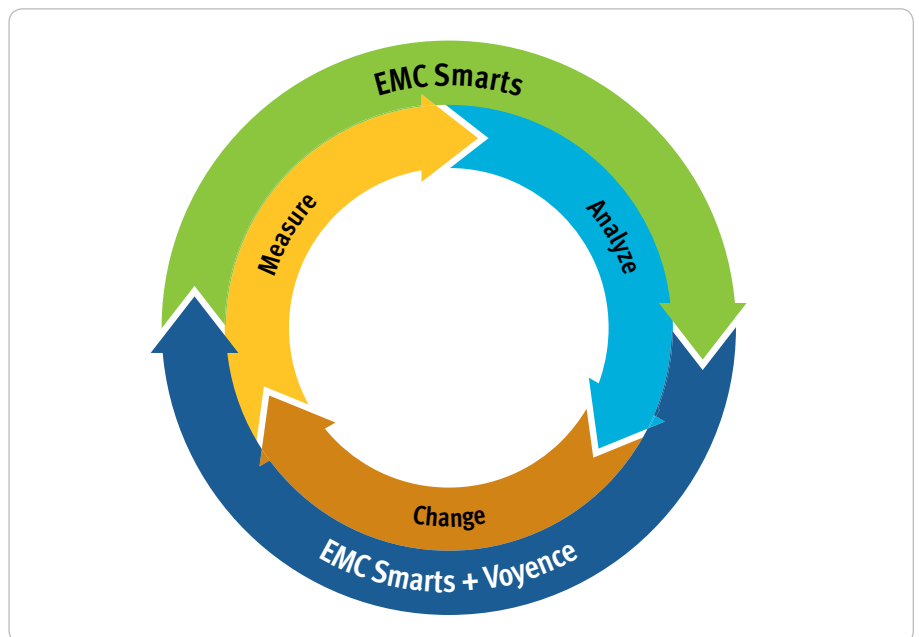 EMC Smarts
Measure
Analyze
Change
EMC Smarts + Voyence